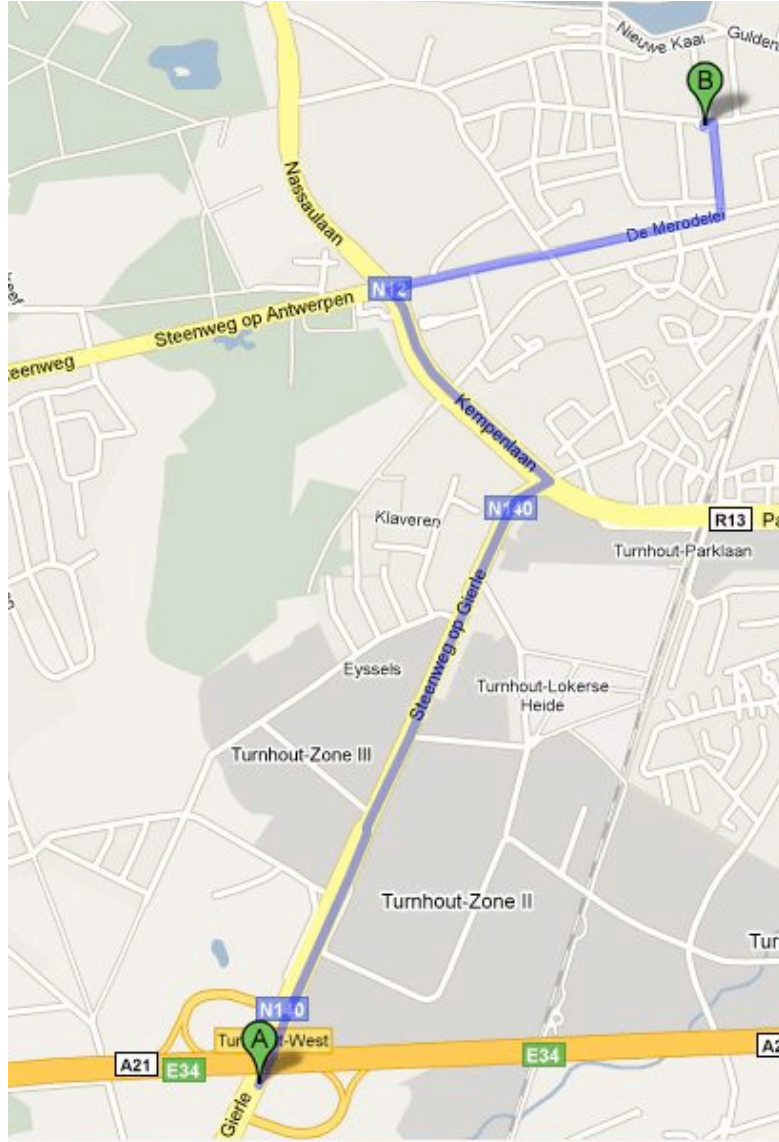 Nieuwe Kaai
B
Nassaulaan
De Merodelei
N12
Steenweg op Antwerpen
Kempenlaan
N140
Klaveren
R13
Turnhout-Parklaan
Steenweg op Gierle
Eyssels
Turnhout-Lokerse
Heide
Turnhout-Zone III
Turnhout-Zone II
N140
A
A21
E34
E34
Gierle